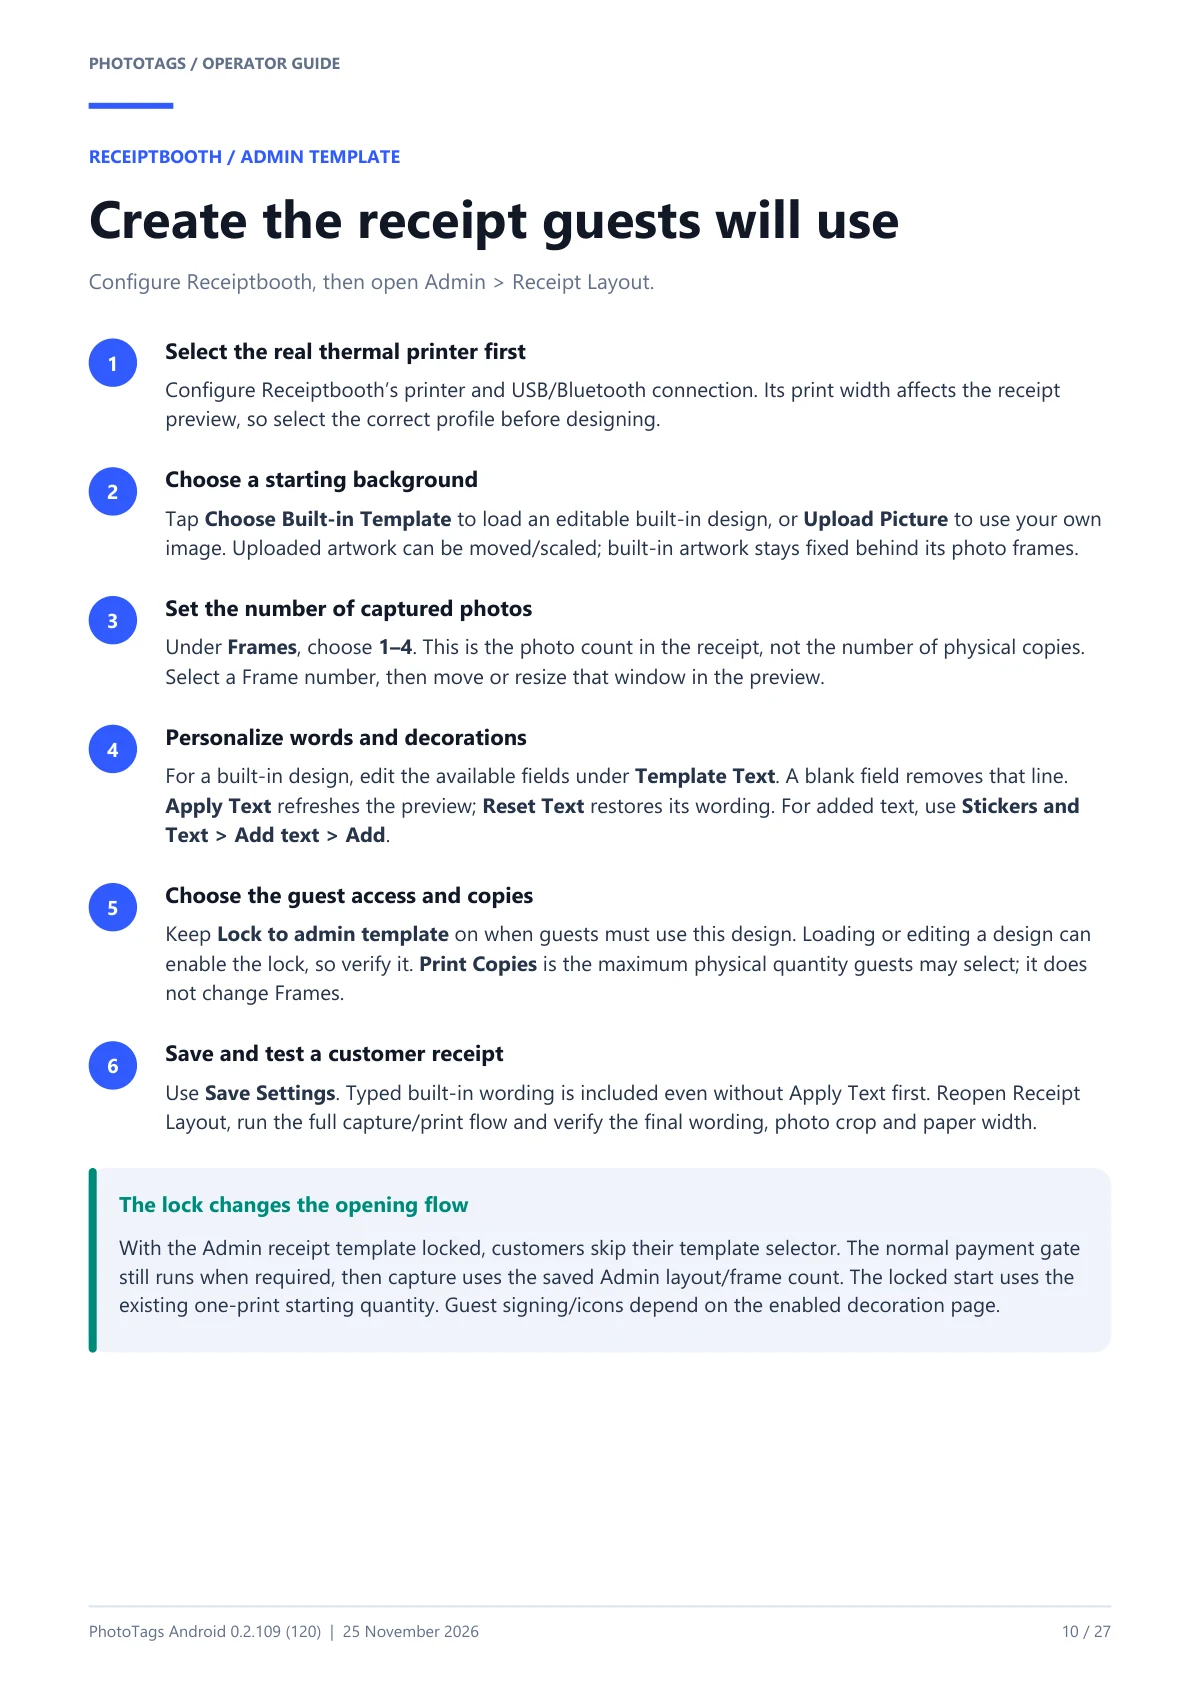 PHOTOTAGS / OPERATOR GUIDE
RECEIPTBOOTH / ADMIN TEMPLATE
Create the receipt guests will use
Configure Receiptbooth, then open Admin > Receipt Layout.
1
Select the real thermal printer first
Configure Receiptbooth’s printer and USB/Bluetooth connection. Its print width affects the receipt
preview, so select the correct profile before designing.
2
Choose a starting background
Tap Choose Built-in Template to load an editable built-in design, or Upload Picture to use your own
image. Uploaded artwork can be moved/scaled; built-in artwork stays fixed behind its photo frames.
3
Set the number of captured photos
Under Frames, choose 1–4. This is the photo count in the receipt, not the number of physical copies.
Select a Frame number, then move or resize that window in the preview.
4
Personalize words and decorations
For a built-in design, edit the available fields under Template Text. A blank field removes that line.
Apply Text refreshes the preview; Reset Text restores its wording. For added text, use Stickers and
Text > Add text > Add.
5
Choose the guest access and copies
Keep Lock to admin template on when guests must use this design. Loading or editing a design can
enable the lock, so verify it. Print Copies is the maximum physical quantity guests may select; it does
not change Frames.
6
Save and test a customer receipt
Use Save Settings. Typed built-in wording is included even without Apply Text first. Reopen Receipt
Layout, run the full capture/print flow and verify the final wording, photo crop and paper width.
The lock changes the opening flow
With the Admin receipt template locked, customers skip their template selector. The normal payment gate
still runs when required, then capture uses the saved Admin layout/frame count. The locked start uses the
existing one-print starting quantity. Guest signing/icons depend on the enabled decoration page.
PhotoTags Android 0.2.109 (120) | 25 November 2026
10 / 27